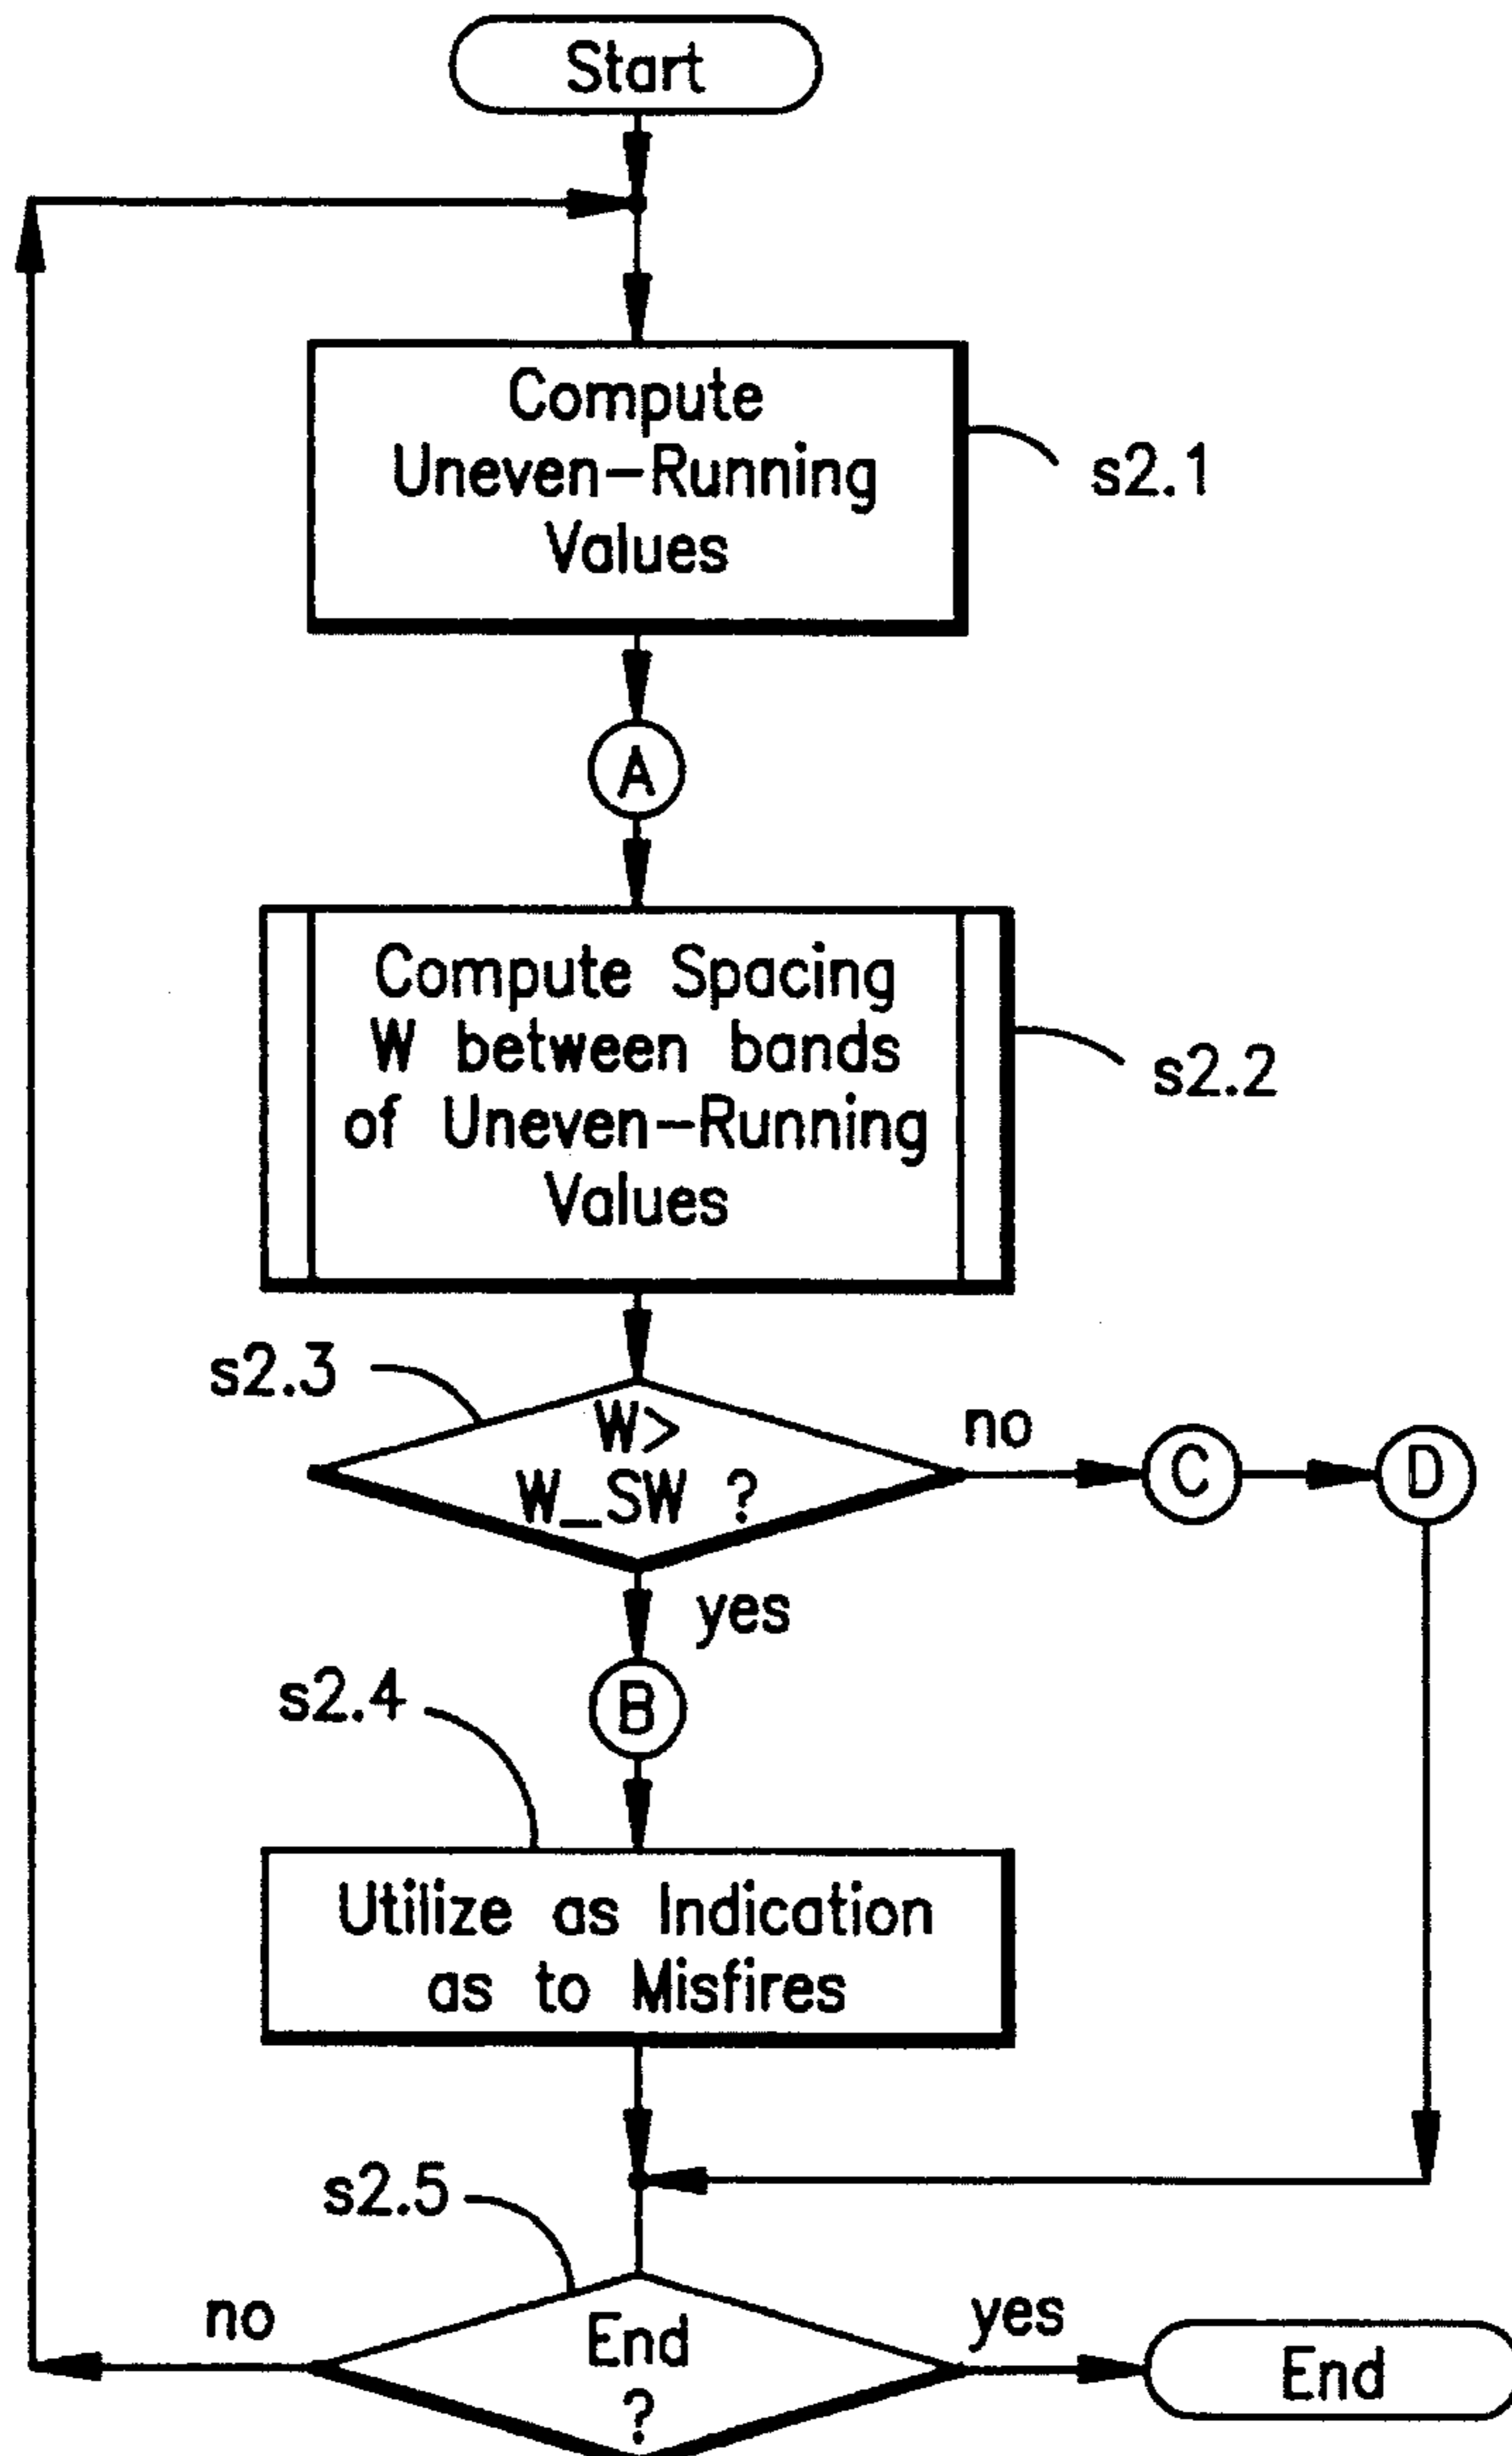 Start
Compute
Uneven-Running
Values
s2.1
A
Compute Spacing
W between bands
of Uneven-Running
Values
s2.2
s2.3
W>
W_SW ?
no
C
D
yes
B
s2.4
Utilize as Indication
as to Misfires
s2.5
no
End
?
yes
End